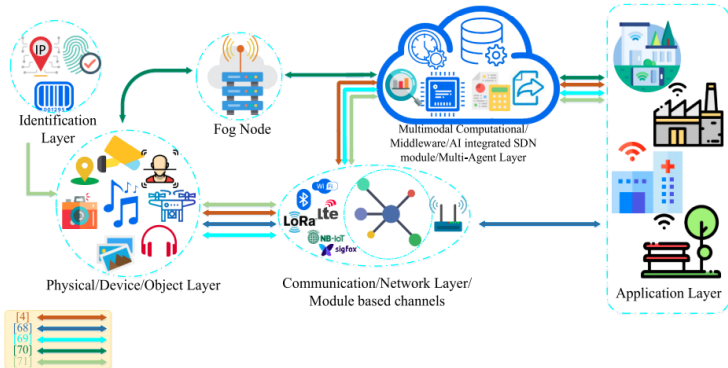 IP
Identification
Layer
Fog Node
Multimodal Computational/
Middleware/AI integrated SDN
module/Multi-Agent Layer
Wi Fi
LoRa
Lte
NB-IoT
sigfox
Physical/Device/Object Layer
Communication/Network Layer/
Module based channels
Application Layer
[4]
[68]
[69]
[70]
[71]